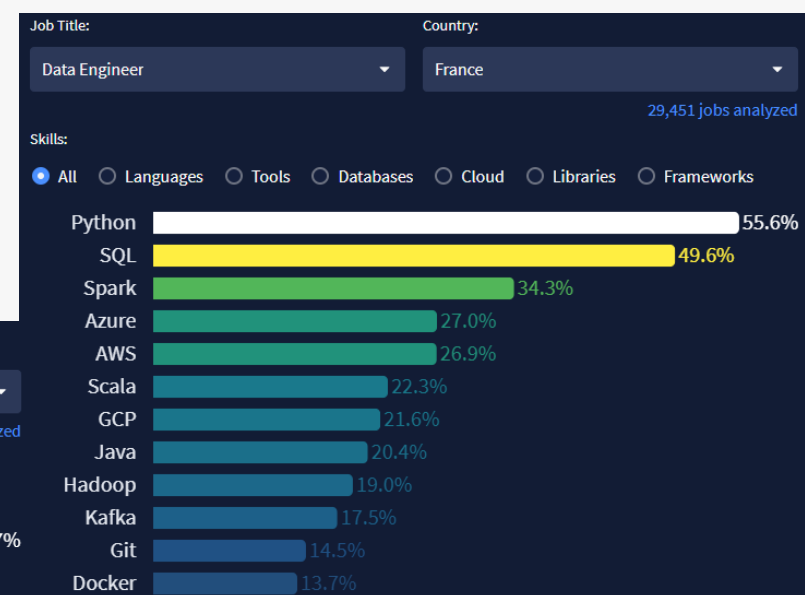 Job Title:
Country:
Data Engineer
France
29,451 jobs analyzed
Skills:
All Languages Tools Databases Cloud Libraries Frameworks
Python 55.6%
SQL 49.6%
Spark 34.3%
Azure 27.0%
AWS 26.9%
Scala 22.3%
GCP 21.6%
Java 20.4%
Hadoop 19.0%
Kafka 17.5%
Git 14.5%
Docker 13.7%
zed
7%